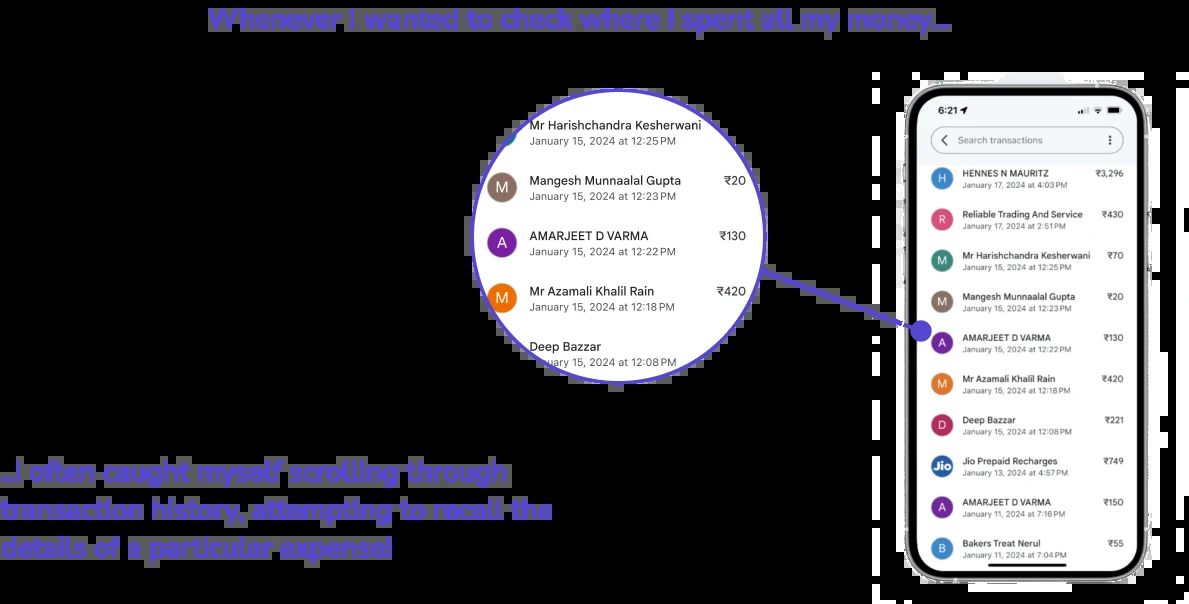 Whenever I wanted to check where I spent all my money...
Mr Harishchandra Kesherwani
January 15, 2024 at 12:25 PM
M
Mangesh Munnaalal Gupta
₹20
January 15, 2024 at 12:23 PM
A
AMARJEET D VARMA
₹130
January 15, 2024 at 12:22 PM
M
Mr Azamali Khalil Rain
₹420
January 15, 2024 at 12:18 PM
Deep Bazzar
January 15, 2024 at 12:08 PM
6:21
Search transactions
H
HENNES N MAURITZ
₹3,296
January 17, 2024 at 4:03 PM
R
Reliable Trading And Service
₹430
January 17, 2024 at 2:51 PM
M
Mr Harishchandra Kesherwani
₹70
January 15, 2024 at 12:25 PM
M
Mangesh Munnaalal Gupta
₹20
January 15, 2024 at 12:23 PM
A
AMARJEET D VARMA
₹130
January 15, 2024 at 12:22 PM
M
Mr Azamali Khalil Rain
₹420
January 15, 2024 at 12:18 PM
D
Deep Bazzar
₹221
January 15, 2024 at 12:08 PM
Jio
Jio Prepaid Recharges
₹749
January 13, 2024 at 4:57 PM
A
AMARJEET D VARMA
₹150
January 11, 2024 at 7:16 PM
B
Bakers Treat Nerul
₹55
January 11, 2024 at 7:04 PM
...I often caught myself scrolling through
transaction history, attempting to recall the
details of a particular expense!